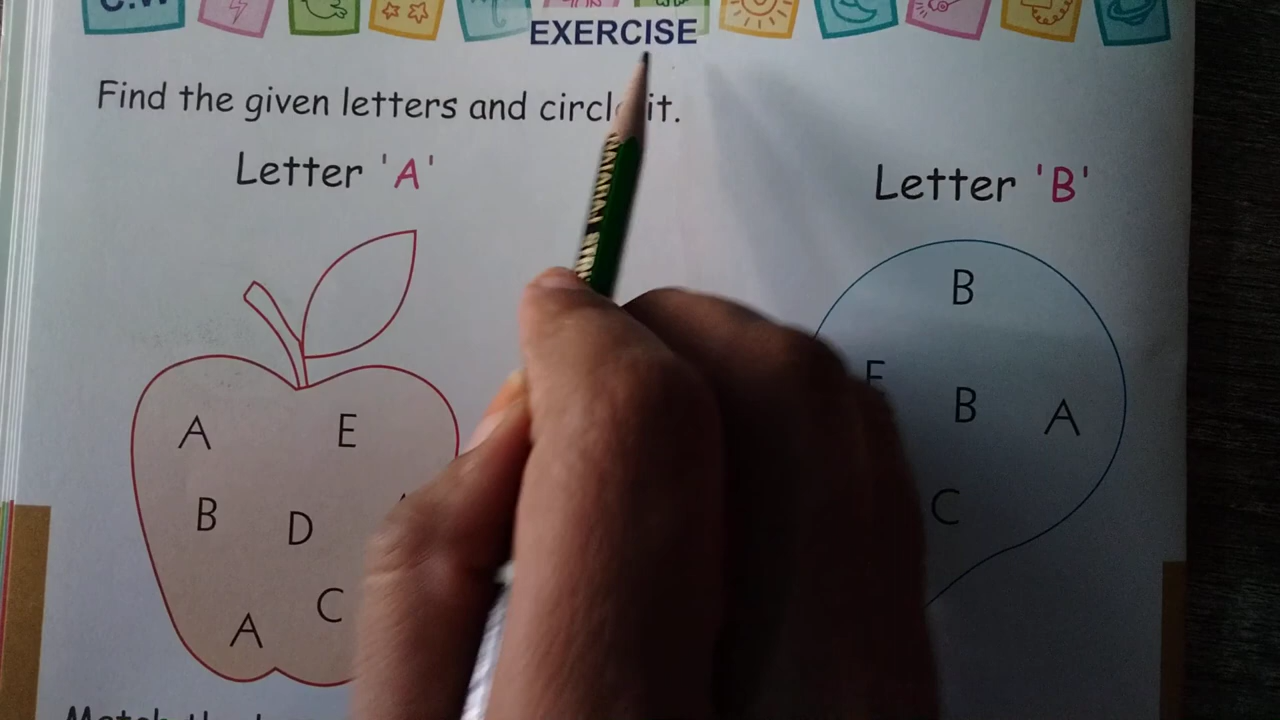 C.W
EXERCISE
Find the given letters and circle it.
Letter 'A'
Letter 'B'
B
E
B
A
A
E
C
B
D
C
A